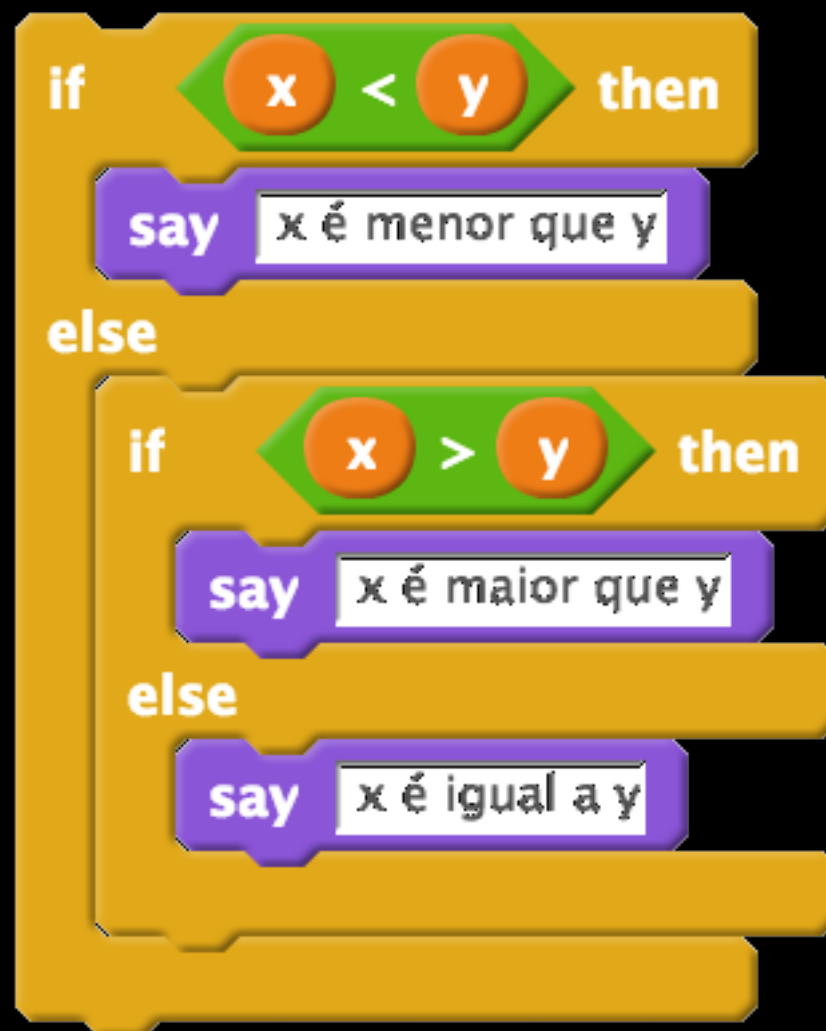 if x < y then
say x é menor que y
else
if x > y then
say x é maior que y
else
say x é igual a y